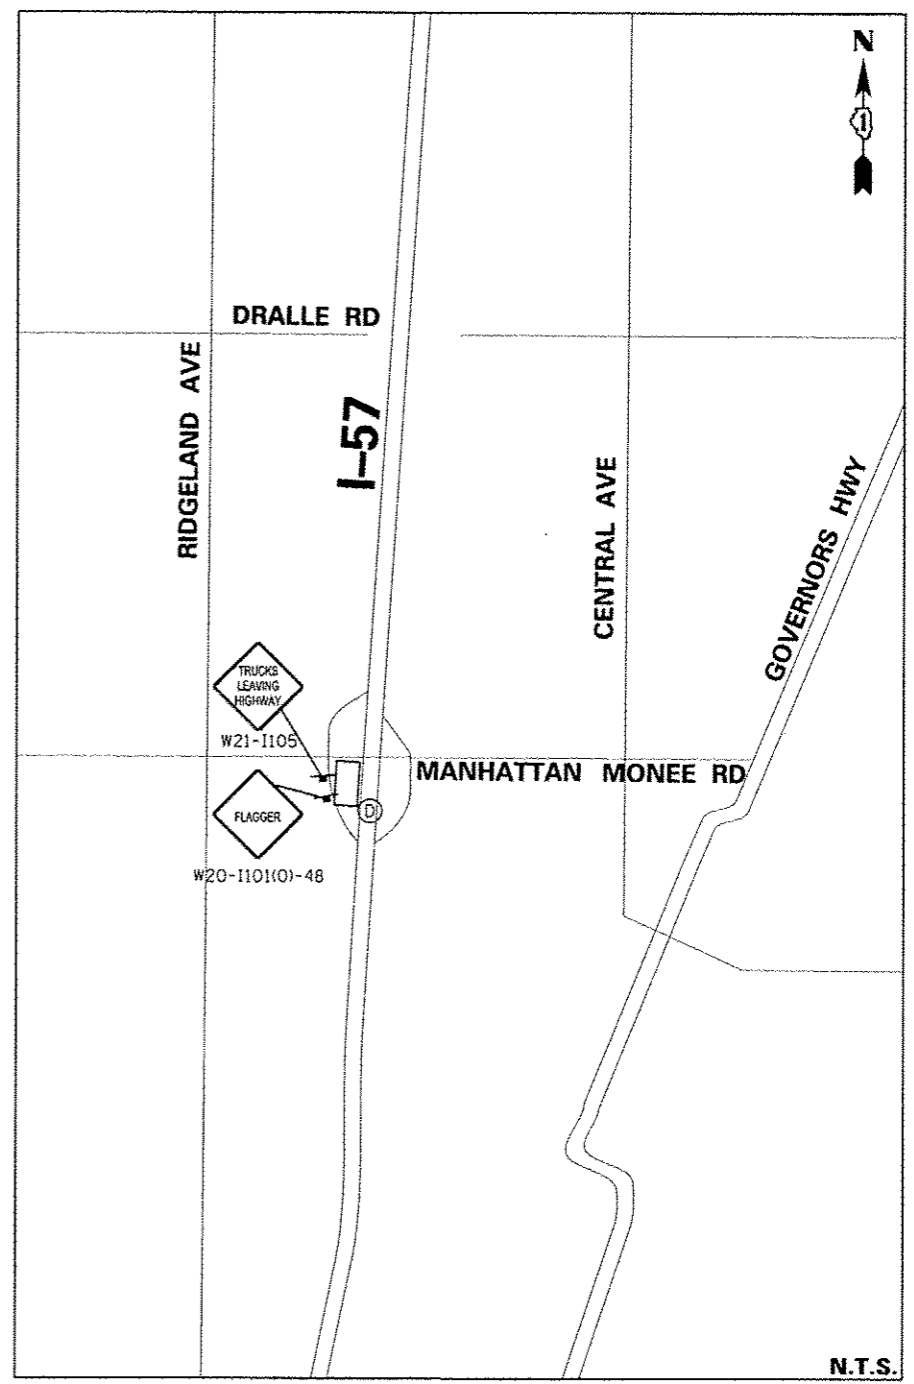 N
1
DRALLE RD
RIDGELAND AVE
I-57
CENTRAL AVE
GOVERNORS HWY
TRUCKS
LEAVING
HIGHWAY
W21-I105
MANHATTAN MONEE RD
FLAGGER
D
W20-I101(O)-48
N.T.S.